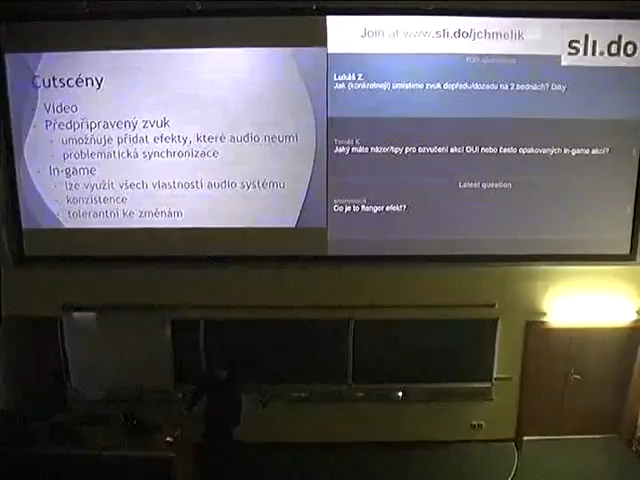 Cutscény
Video
Předpřipravený zvuk
umožňuje přidat efekty, které audio neumí
problematická synchronizace
In-game
lze využít všech vlastností audio systému
konzistence
tolerantní ke změnám
Join at www.sli.do/jchmelik
sli.do
Lukáš Z.
Jak (konkrétněji) umístíme zvuk dopředu/dozadu na 2 bednách? Díky
Tomáš K
Jaký máte názor/tipy pro ozvučení akcí GUI nebo často opakovaných in-game akcí?
Latest question
anonymous
Co je to flanger efekt?